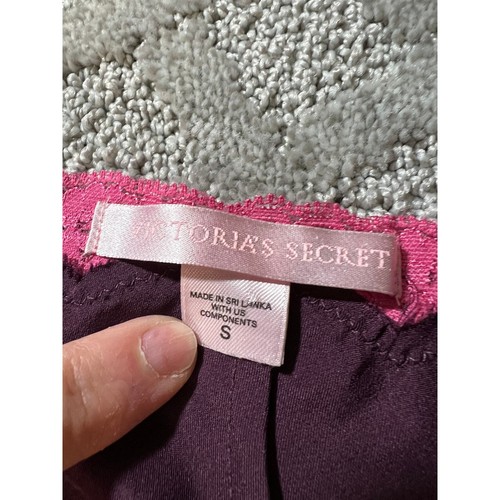 VICTORIA'S SECRET
MADE IN SRI LANKA
WITH US
COMPONENTS
S